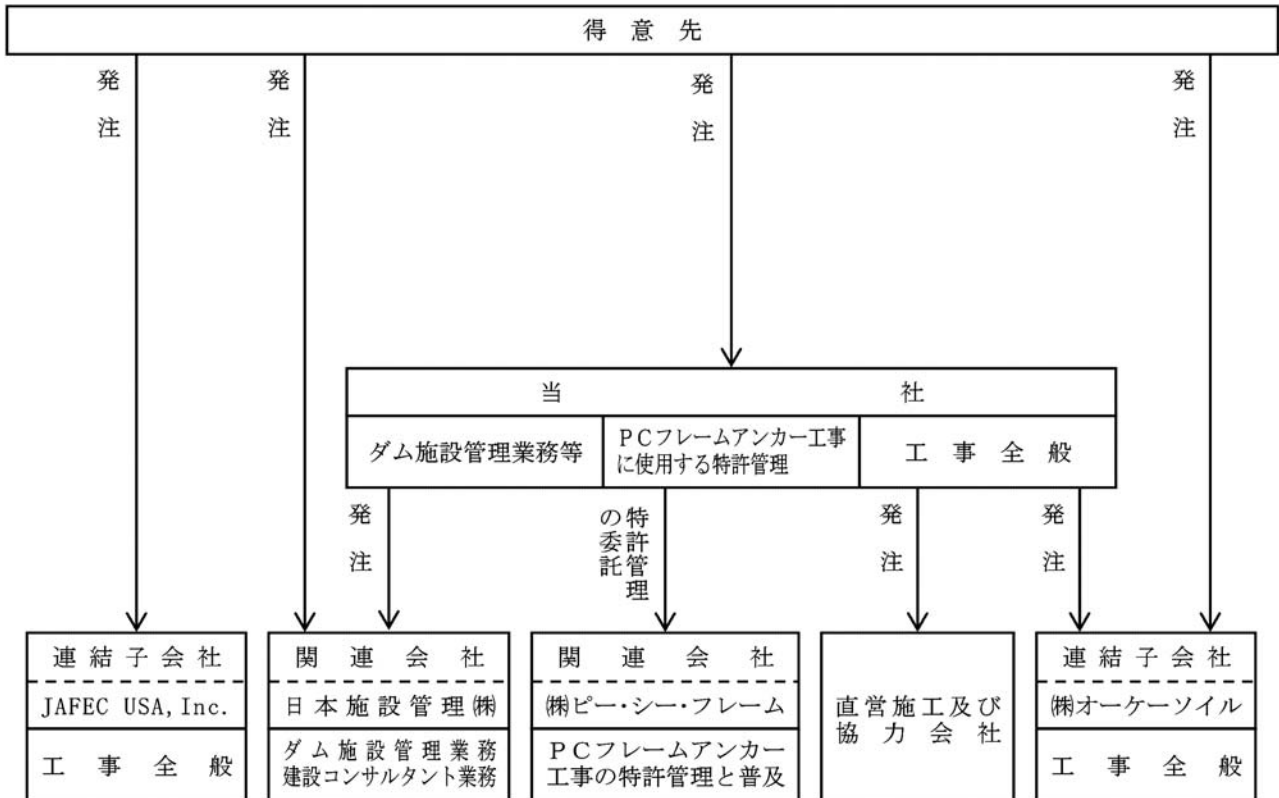 得意先
発注
発注
発注
発注
当社
ダム施設管理業務等
PCフレームアンカー工事
に使用する特許管理
工事全般
発注
特許管理
の委託
発注
発注
連結子会社
JAFEC USA, Inc.
工事全般
関連会社
日本施設管理㈱
ダム施設管理業務
建設コンサルタント業務
関連会社
㈱ピー・シー・フレーム
PCフレームアンカー
工事の特許管理と普及
直営施工及び
協力会社
連結子会社
㈱オーケーソイル
工事全般